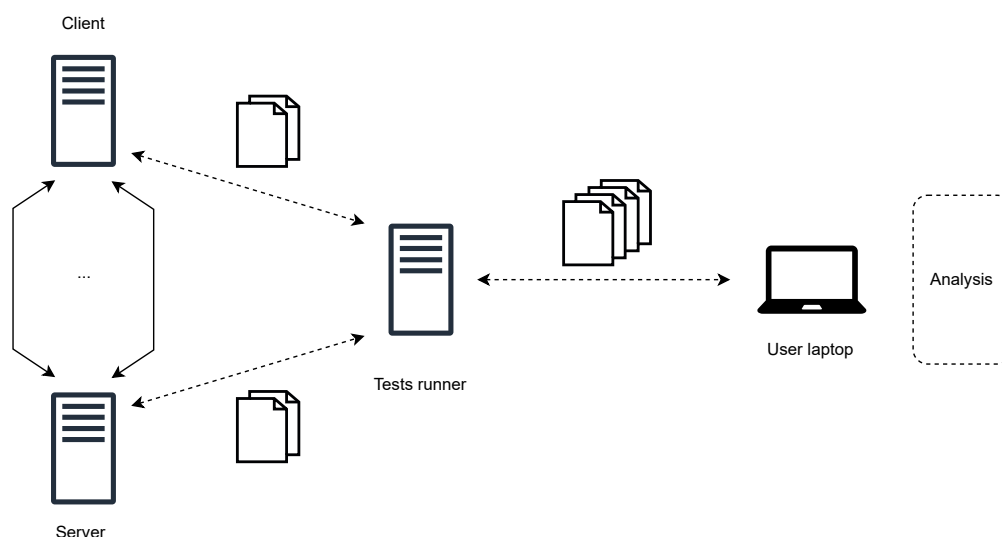 Client
...
Analysis
User laptop
Tests runner
Server